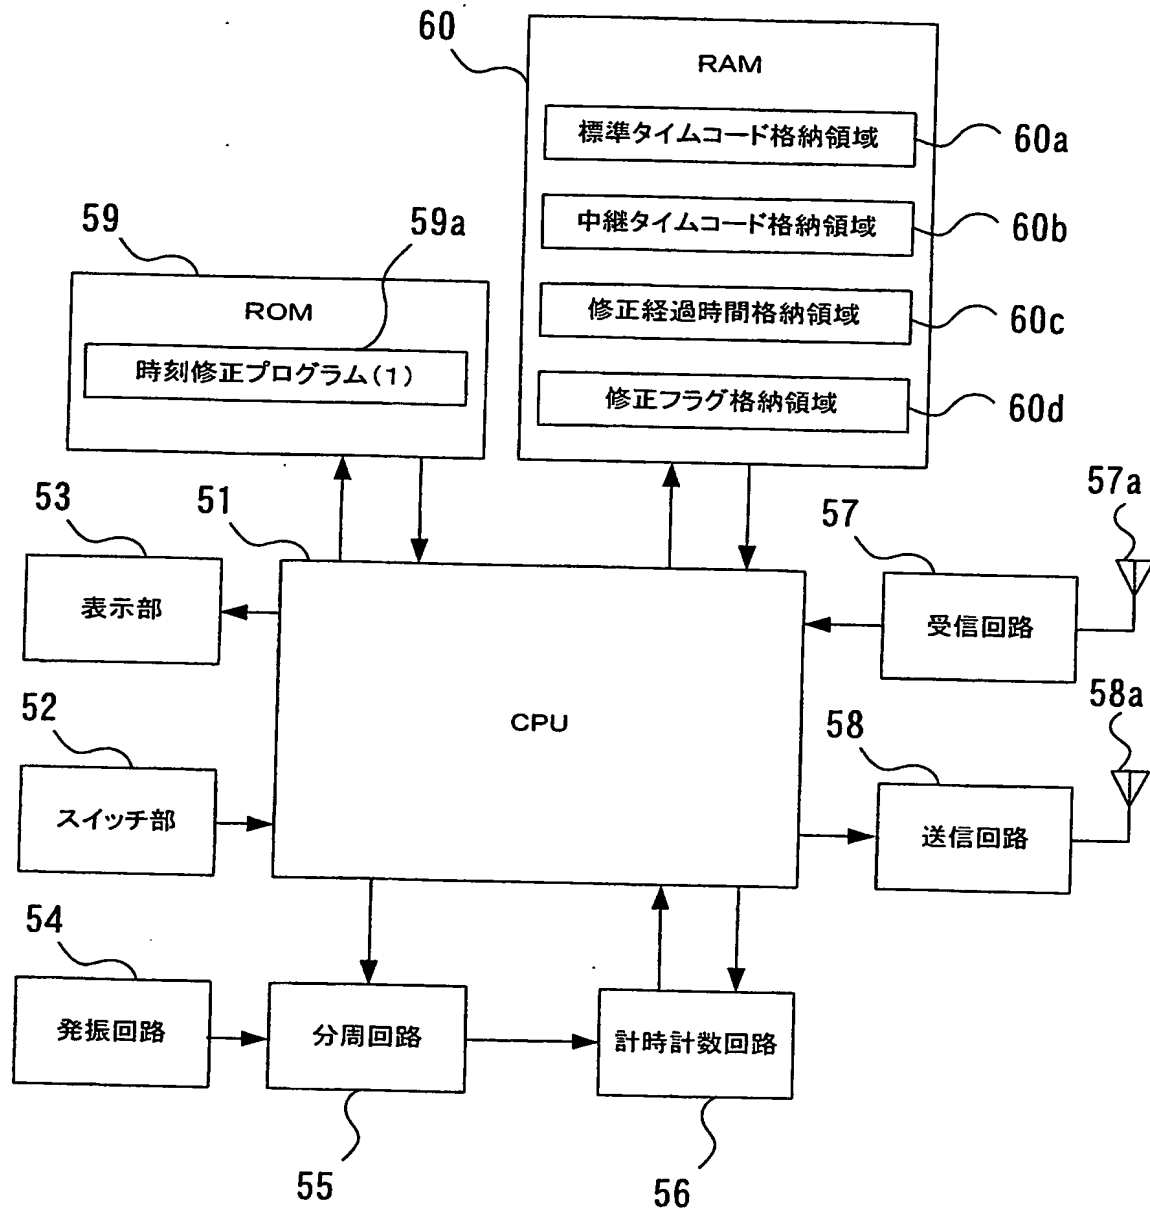 60
RAM
標準タイムコード格納領域
60a
中継タイムコード格納領域
60b
修正経過時間格納領域
60c
修正フラグ格納領域
60d
59
59a
ROM
時刻修正プログラム(1)
53
51
57
57a
表示部
受信回路
CPU
52
58
58a
スイッチ部
送信回路
54
発振回路
分周回路
計時計数回路
55
56